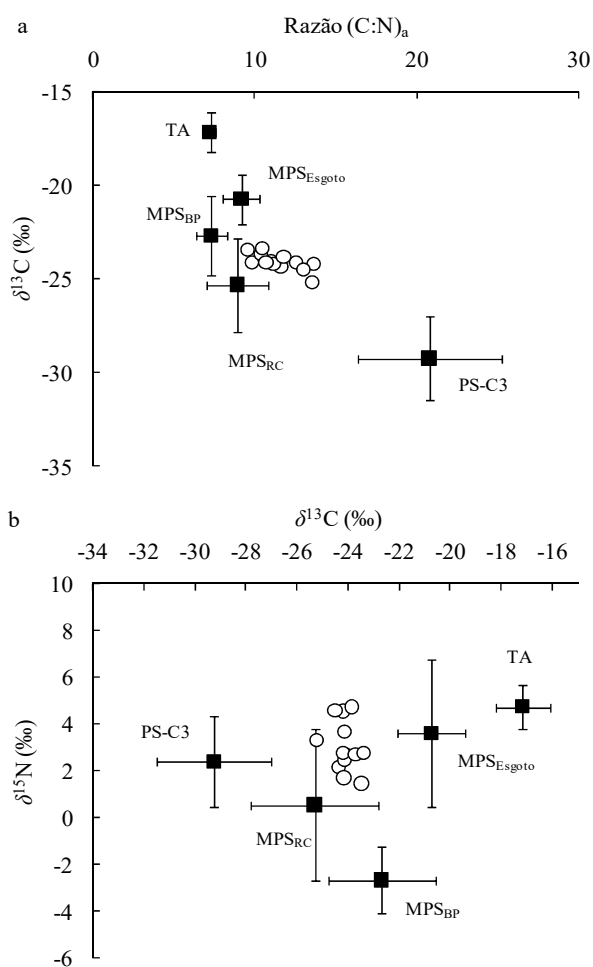 a
Razão (C:N)a
0 10 20 30
-15
-20
-25
-30
-35
δ13C (‰)
TA
MPSEsgoto
MPSBP
MPSRC
PS-C3
b
δ13C (‰)
-34 -32 -30 -28 -26 -24 -22 -20 -18 -16
10
8
6
4
2
0
-2
-4
-6
δ15N (‰)
TA
PS-C3
MPSEsgoto
MPSRC
MPSBP